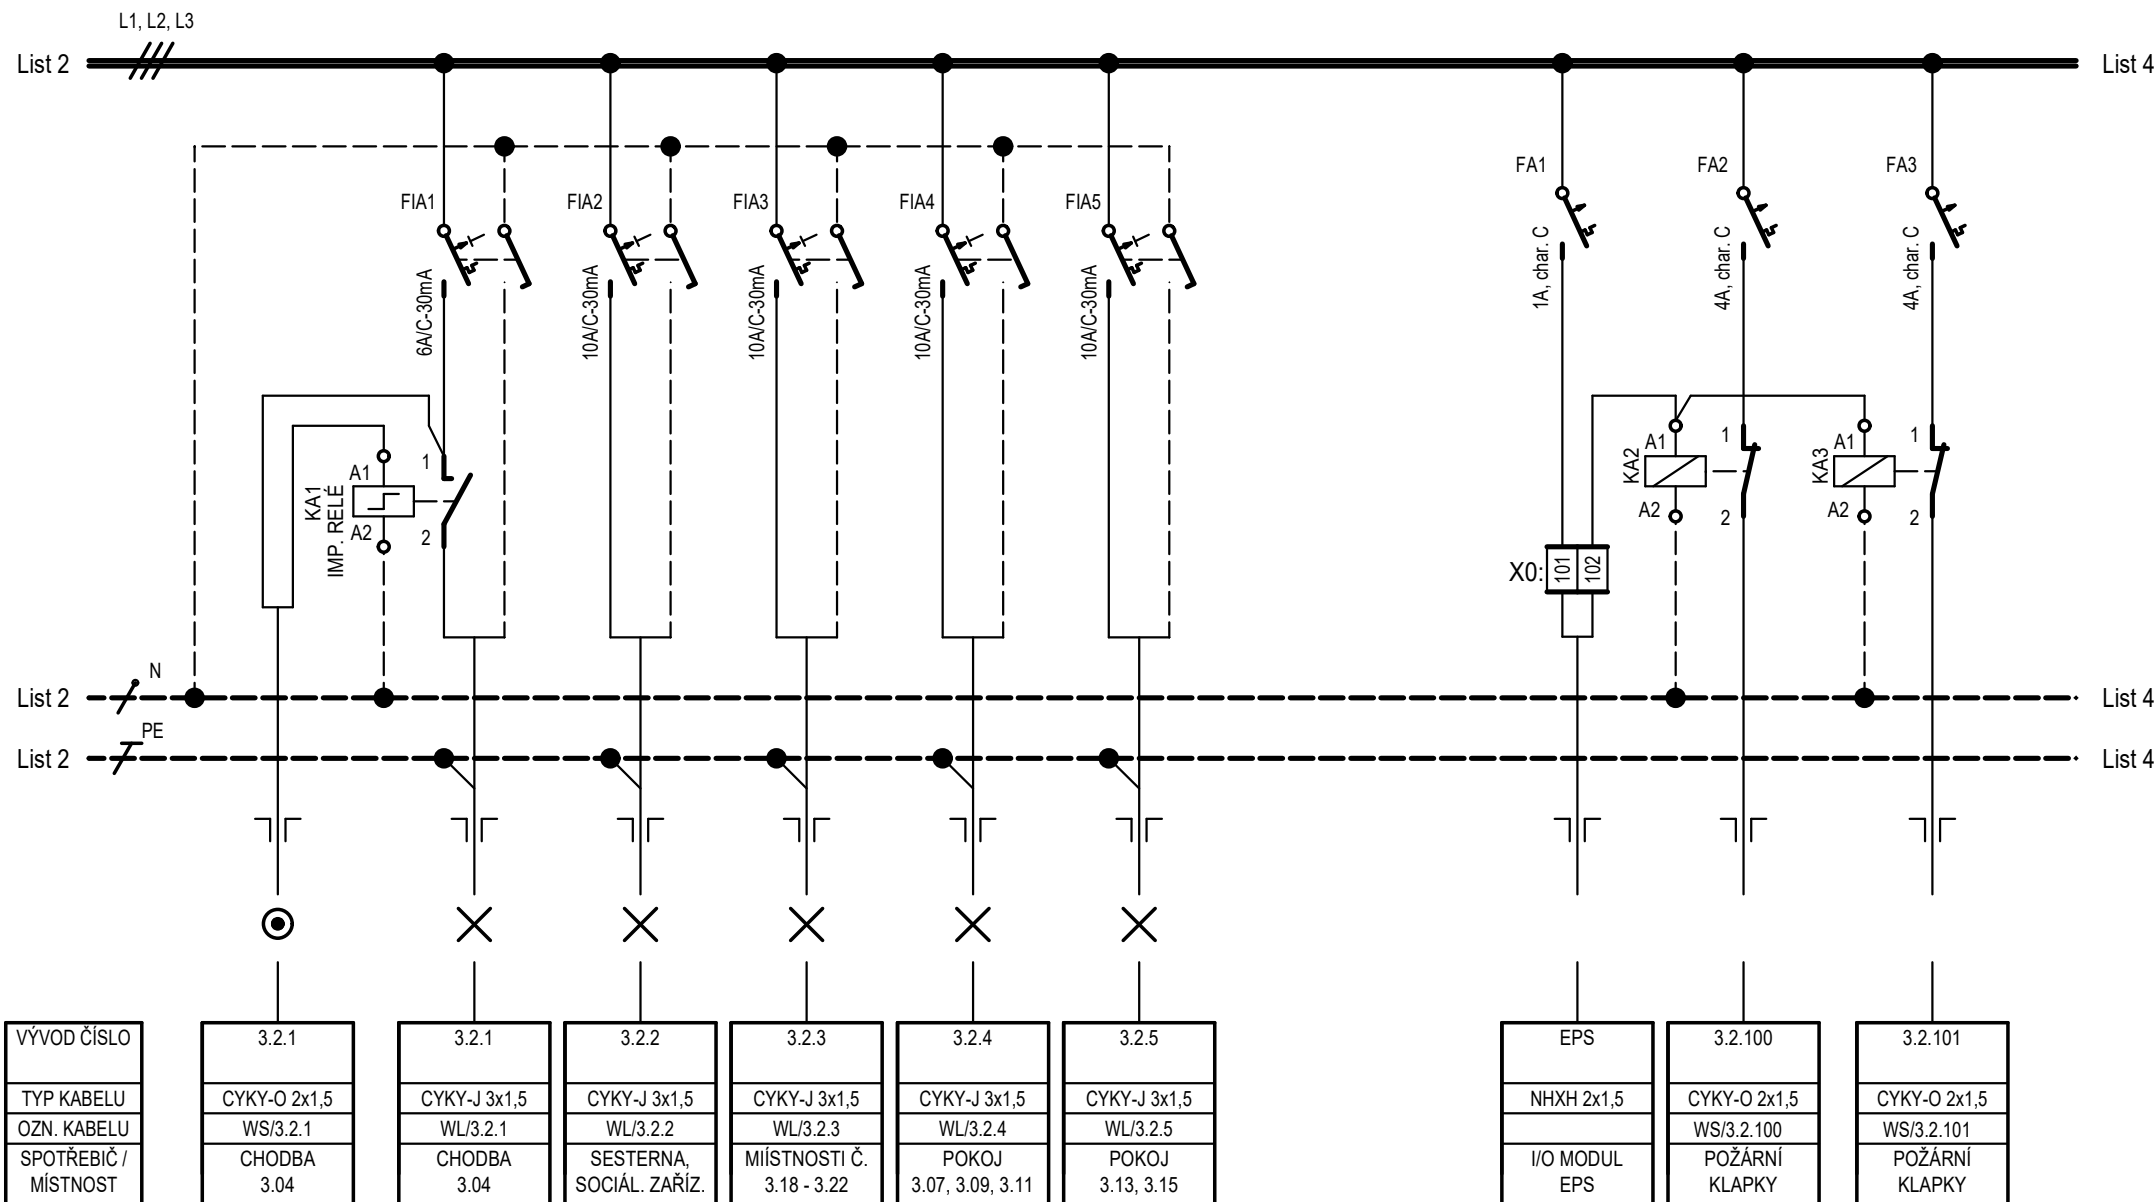 L1, L2, L3
List 2
List 4
FA1
FA2
FA3
FIA1
FIA2
FIA3
FIA4
FIA5
6A/C-30mA
10A/C-30mA
10A/C-30mA
10A/C-30mA
10A/C-30mA
1A, char. C
4A, char. C
4A, char. C
KA1
IMP. RELÉ
A1
A2
1
2
KA2
A1
A2
1
2
KA3
A1
A2
1
2
X0:
101
102
N
List 2
List 4
PE
List 2
List 4
VÝVOD ČÍSLO
3.2.1
3.2.1
3.2.2
3.2.3
3.2.4
3.2.5
EPS
3.2.100
3.2.101
TYP KABELU
CYKY-O 2x1,5
CYKY-J 3x1,5
CYKY-J 3x1,5
CYKY-J 3x1,5
CYKY-J 3x1,5
CYKY-J 3x1,5
NHXH 2x1,5
CYKY-O 2x1,5
CYKY-O 2x1,5
OZN. KABELU
WS/3.2.1
WL/3.2.1
WL/3.2.2
WL/3.2.3
WL/3.2.4
WL/3.2.5
WS/3.2.100
WS/3.2.101
SPOTŘEBIČ /
MÍSTNOST
CHODBA
3.04
CHODBA
3.04
SESTERNA,
SOCIÁL. ZAŘÍZ.
MIÍSTNOSTI Č.
3.18 - 3.22
POKOJ
3.07, 3.09, 3.11
POKOJ
3.13, 3.15
I/O MODUL
EPS
POŽÁRNÍ
KLAPKY
POŽÁRNÍ
KLAPKY